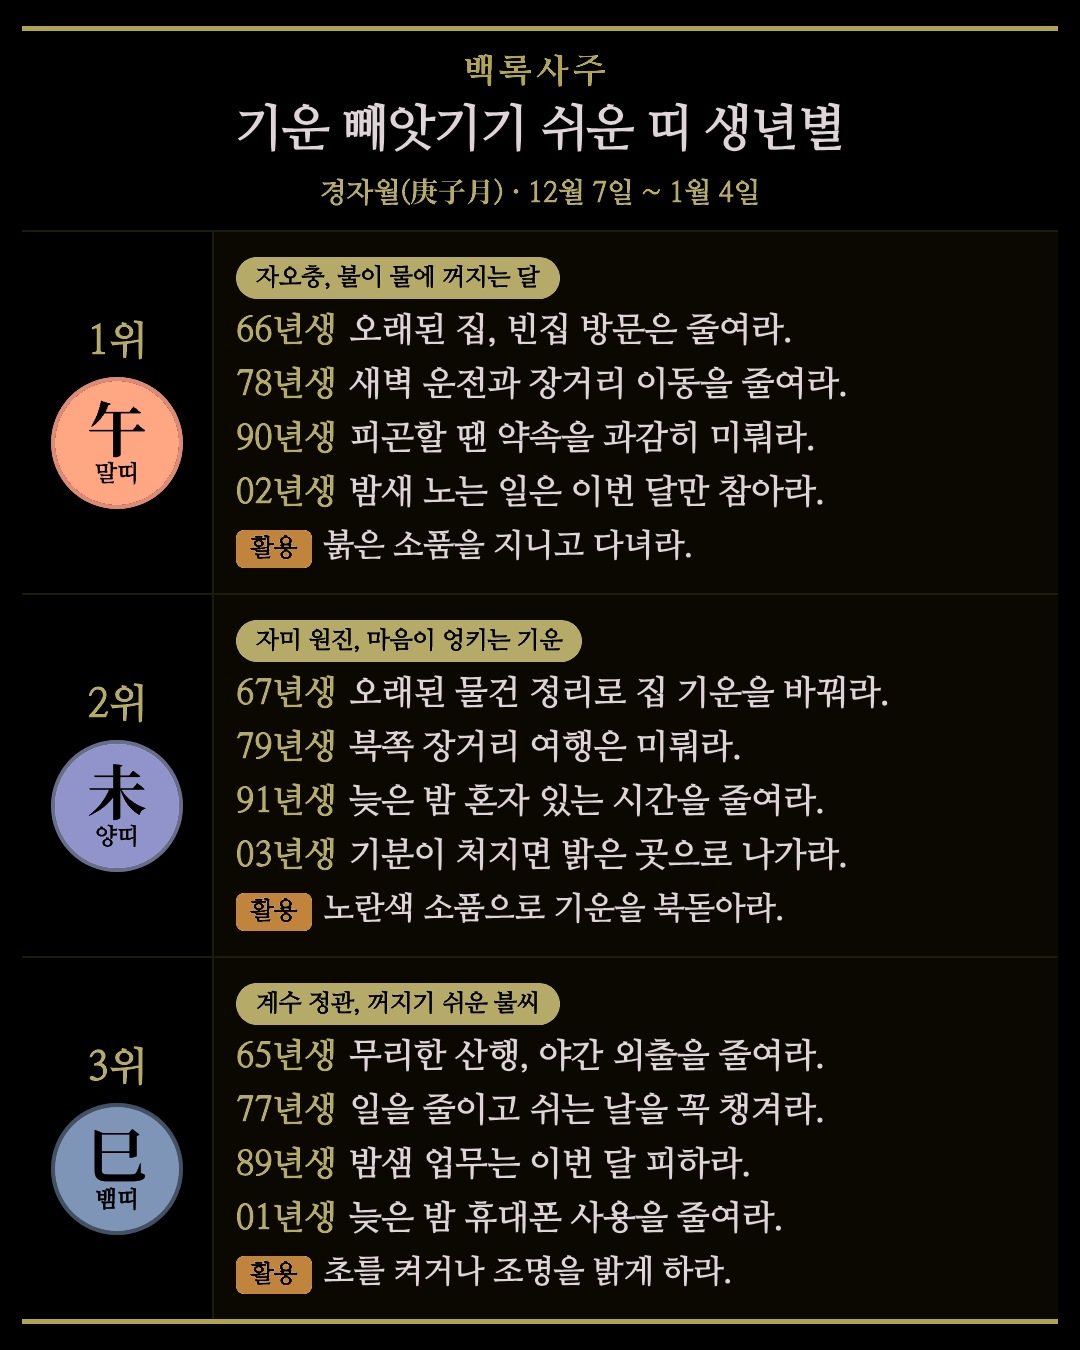 백록사주
기운 빼앗기기 쉬운 띠 생년별
경자월(庚子月) · 12월 7일 ~ 1월 4일
1위
午
말띠
자오충, 불이 물에 꺼지는 달
66년생 오래된 집, 빈집 방문은 줄여라.
78년생 새벽 운전과 장거리 이동을 줄여라.
90년생 피곤할 땐 약속을 과감히 미뤄라.
02년생 밤새 노는 일은 이번 달만 참아라.
활용 붉은 소품을 지니고 다녀라.
2위
未
양띠
자미 원진, 마음이 엉키는 기운
67년생 오래된 물건 정리로 집 기운을 바꿔라.
79년생 북쪽 장거리 여행은 미뤄라.
91년생 늦은 밤 혼자 있는 시간을 줄여라.
03년생 기분이 처지면 밝은 곳으로 나가라.
활용 노란색 소품으로 기운을 북돋아라.
3위
巳
뱀띠
계수 정관, 꺼지기 쉬운 불씨
65년생 무리한 산행, 야간 외출을 줄여라.
77년생 일을 줄이고 쉬는 날을 꼭 챙겨라.
89년생 밤샘 업무는 이번 달 피하라.
01년생 늦은 밤 휴대폰 사용을 줄여라.
활용 초를 켜거나 조명을 밝게 하라.